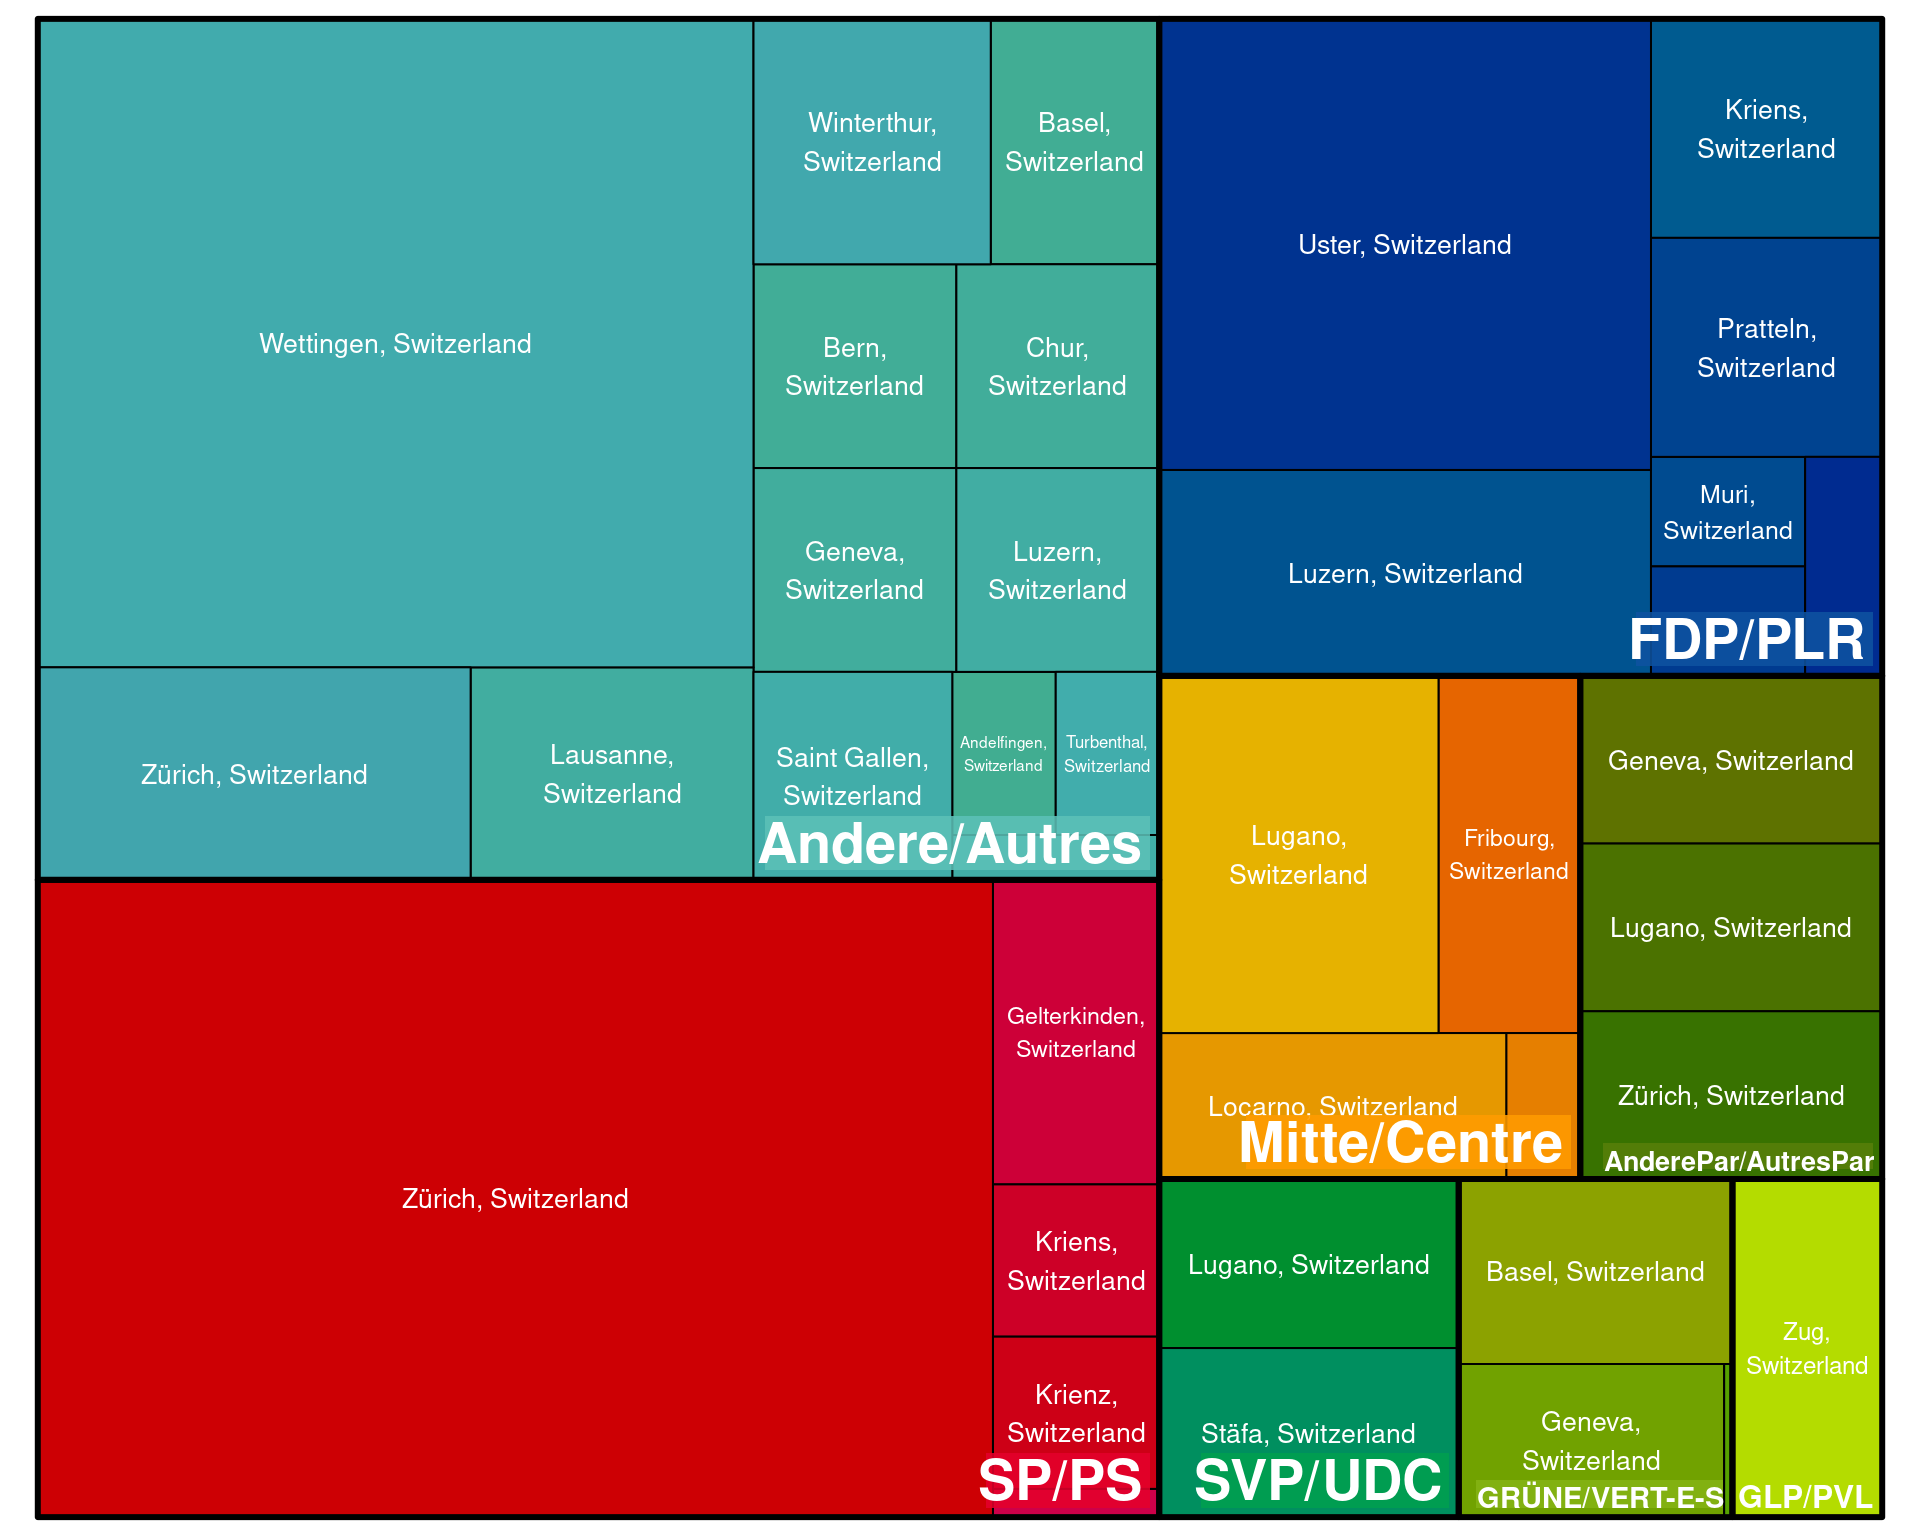 Wettingen, Switzerland
Winterthur,
Switzerland
Basel,
Switzerland
Bern,
Switzerland
Chur,
Switzerland
Geneva,
Switzerland
Luzern,
Switzerland
Zürich, Switzerland
Lausanne,
Switzerland
Saint Gallen,
Switzerland
Andelfingen,
Switzerland
Turbenthal,
Switzerland
Andere/Autres
Uster, Switzerland
Kriens,
Switzerland
Pratteln,
Switzerland
Luzern, Switzerland
Muri,
Switzerland
FDP/PLR
Zürich, Switzerland
Gelterkinden,
Switzerland
Kriens,
Switzerland
Krienz,
Switzerland
SP/PS
Lugano,
Switzerland
Fribourg,
Switzerland
Locarno, Switzerland
Mitte/Centre
Geneva, Switzerland
Lugano, Switzerland
Zürich, Switzerland
AnderePar/AutresPar
Lugano, Switzerland
Stäfa, Switzerland
SVP/UDC
Basel, Switzerland
Geneva,
Switzerland
GRÜNE/VERT-E-S
Zug,
Switzerland
GLP/PVL